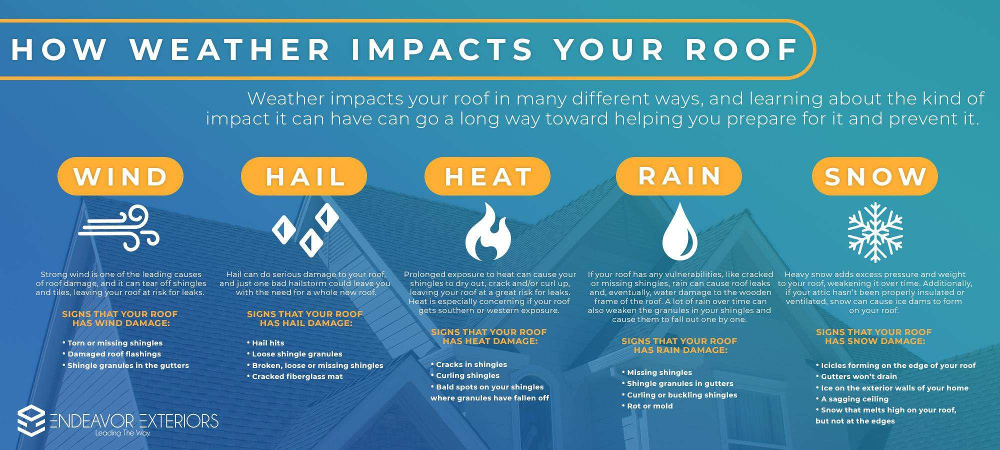 HOW WEATHER IMPACTS YOUR ROOF
Weather impacts your roof in many different ways, and learning about the kind of
impact it can have can go a long way toward helping you prepare for it and prevent it.
WIND
Strong wind is one of the leading causes
of roof damage, and it can tear off shingles
and tiles, leaving your roof at risk for leaks.
SIGNS THAT YOUR ROOF
HAS WIND DAMAGE:
• Torn or missing shingles
• Damaged roof flashings
• Shingle granules in the gutters
HAIL
Hail can do serious damage to your roof,
and just one bad hailstorm could leave you
with the need for a whole new roof.
SIGNS THAT YOUR ROOF
HAS HAIL DAMAGE:
• Hail hits
• Loose shingle granules
• Broken, loose or missing shingles
• Cracked fiberglass mat
HEAT
Prolonged exposure to heat can cause your
shingles to dry out, crack and/or curl up,
leaving your roof at a great risk for leaks.
Heat is especially concerning if your roof
gets southern or western exposure.
SIGNS THAT YOUR ROOF
HAS HEAT DAMAGE:
• Cracks in shingles
• Curling shingles
• Bald spots on your shingles
where granules have fallen off
RAIN
If your roof has any vulnerabilities, like cracked
or missing shingles, rain can cause roof leaks
and, eventually, water damage to the wooden
frame of the roof. A lot of rain over time can
also weaken the granules in your shingles and
cause them to fall out one by one.
SIGNS THAT YOUR ROOF
HAS RAIN DAMAGE:
• Missing shingles
• Shingle granules in gutters
• Curling or buckling shingles
• Rot or mold
SNOW
Heavy snow adds excess pressure and weight
to your roof, weakening it over time. Additionally,
if your attic hasn't been properly insulated or
ventilated, snow can cause ice dams to form
on your roof.
SIGNS THAT YOUR ROOF
HAS SNOW DAMAGE:
• Icicles forming on the edge of your roof
• Gutters won't drain
• Ice on the exterior walls of your home
• A sagging ceiling
• Snow that melts high on your roof,
but not at the edges
ENDEAVOR EXTERIORS
Leading The Way.